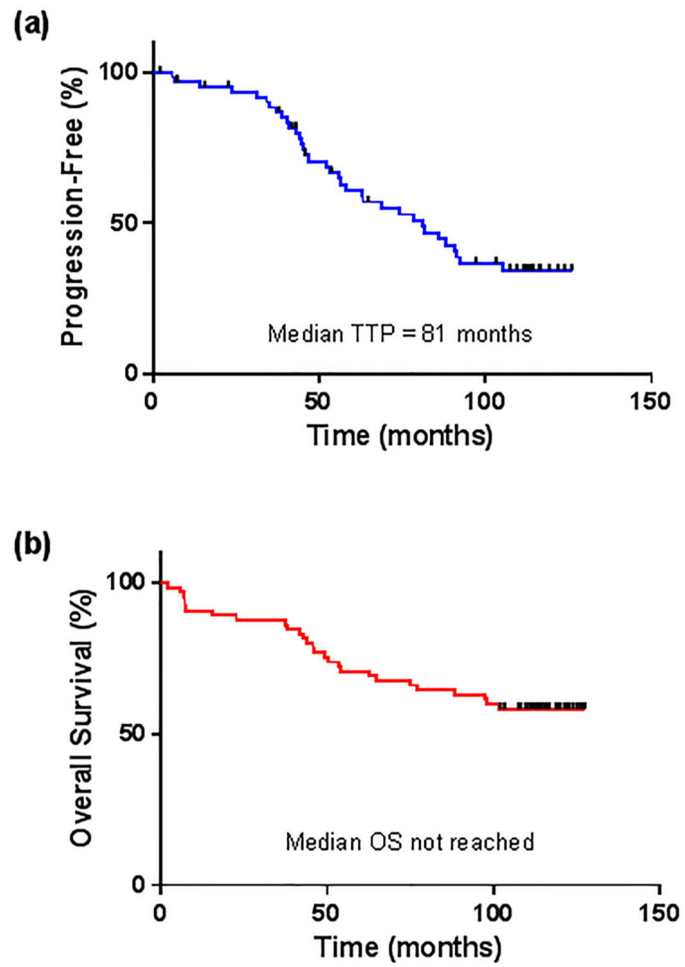 (a)
Progression-Free (%)
100
50
0
Median TTP = 81 months
0 50 100 150
Time (months)
(b)
Overall Survival (%)
100
50
0
Median OS not reached
0 50 100 150
Time (months)